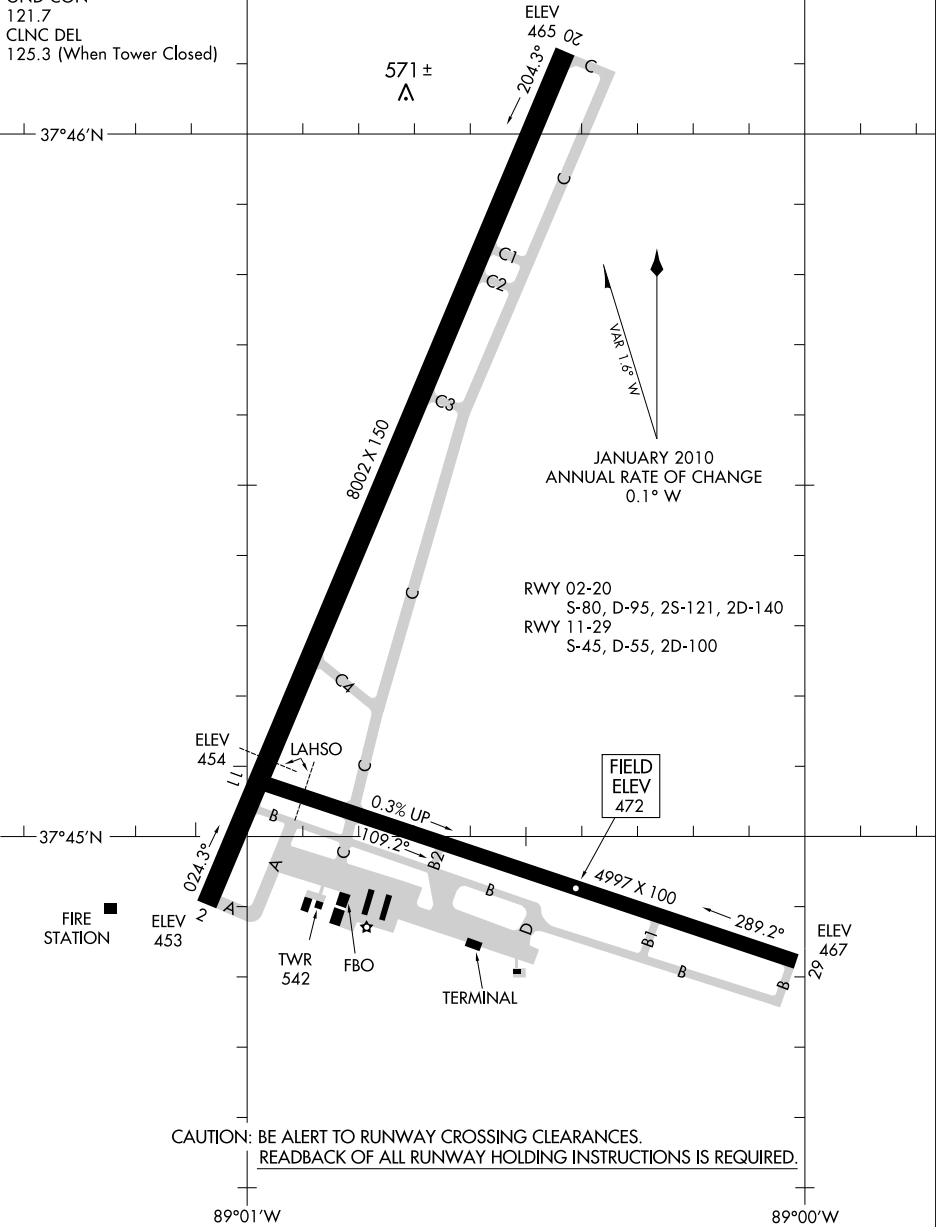 121.7
CLNC DEL
125.3 (When Tower Closed)
ELEV
465
20
C
204.3°
571 ±
37°46'N
C
C1
C2
VAR 1.6° W
C3
8002 X 150
JANUARY 2010
ANNUAL RATE OF CHANGE
0.1° W
C
RWY 02-20
S-80, D-95, 2S-121, 2D-140
RWY 11-29
S-45, D-55, 2D-100
C4
ELEV
454
LAHSO
11
C
FIELD
ELEV
472
0.3% UP
B
37°45'N
109.2°
024.3°
A
C
B2
B
4997 X 100
289.2°
2
A
D
B1
ELEV
467
29
FIRE
STATION
ELEV
453
TWR
542
FBO
TERMINAL
B
B
CAUTION: BE ALERT TO RUNWAY CROSSING CLEARANCES.
READBACK OF ALL RUNWAY HOLDING INSTRUCTIONS IS REQUIRED.
89°01'W
89°00'W